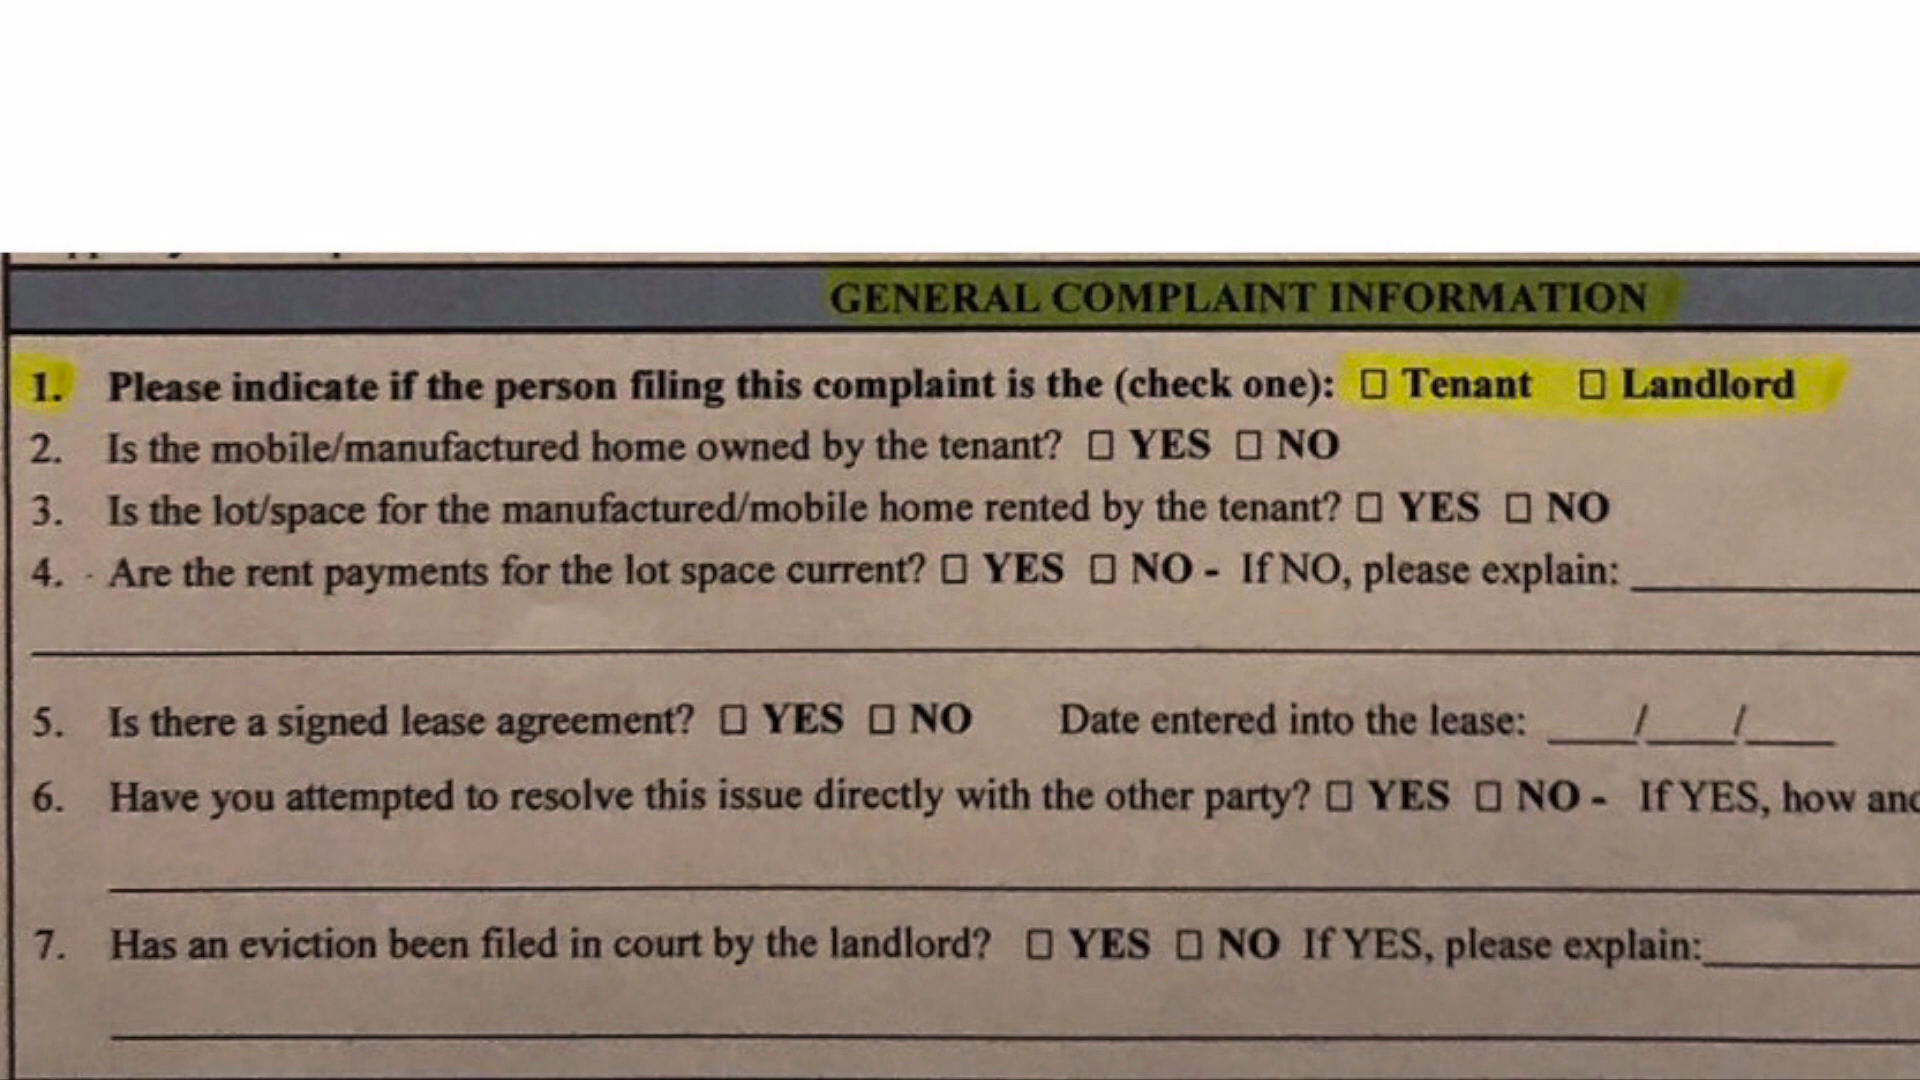 GENERAL COMPLAINT INFORMATION
1. Please indicate if the person filing this complaint is the (check one): ☐ Tenant ☐ Landlord
2. Is the mobile/manufactured home owned by the tenant? ☐ YES ☐ NO
3. Is the lot/space for the manufactured/mobile home rented by the tenant? ☐ YES ☐ NO
4. Are the rent payments for the lot space current? ☐ YES ☐ NO - If NO, please explain: ____
5. Is there a signed lease agreement? ☐ YES ☐ NO Date entered into the lease: ___/___/___
6. Have you attempted to resolve this issue directly with the other party? ☐ YES ☐ NO - If YES, how
7. Has an eviction been filed in court by the landlord? ☐ YES ☐ NO If YES, please explain:____